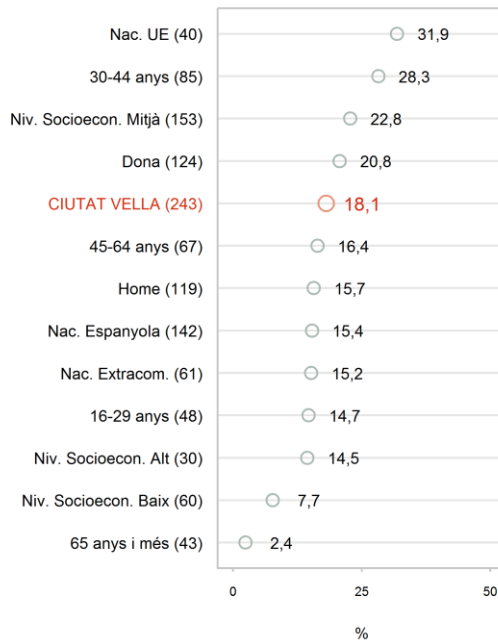 Nac. UE (40) 31,9
30-44 anys (85) 28,3
Niv. Socioecon. Mitjà (153) 22,8
Dona (124) 20,8
CIUTAT VELLA (243) 18,1
45-64 anys (67) 16,4
Home (119) 15,7
Nac. Espanyola (142) 15,4
Nac. Extracom. (61) 15,2
16-29 anys (48) 14,7
Niv. Socioecon. Alt (30) 14,5
Niv. Socioecon. Baix (60) 7,7
65 anys i més (43) 2,4
0 25 50
%